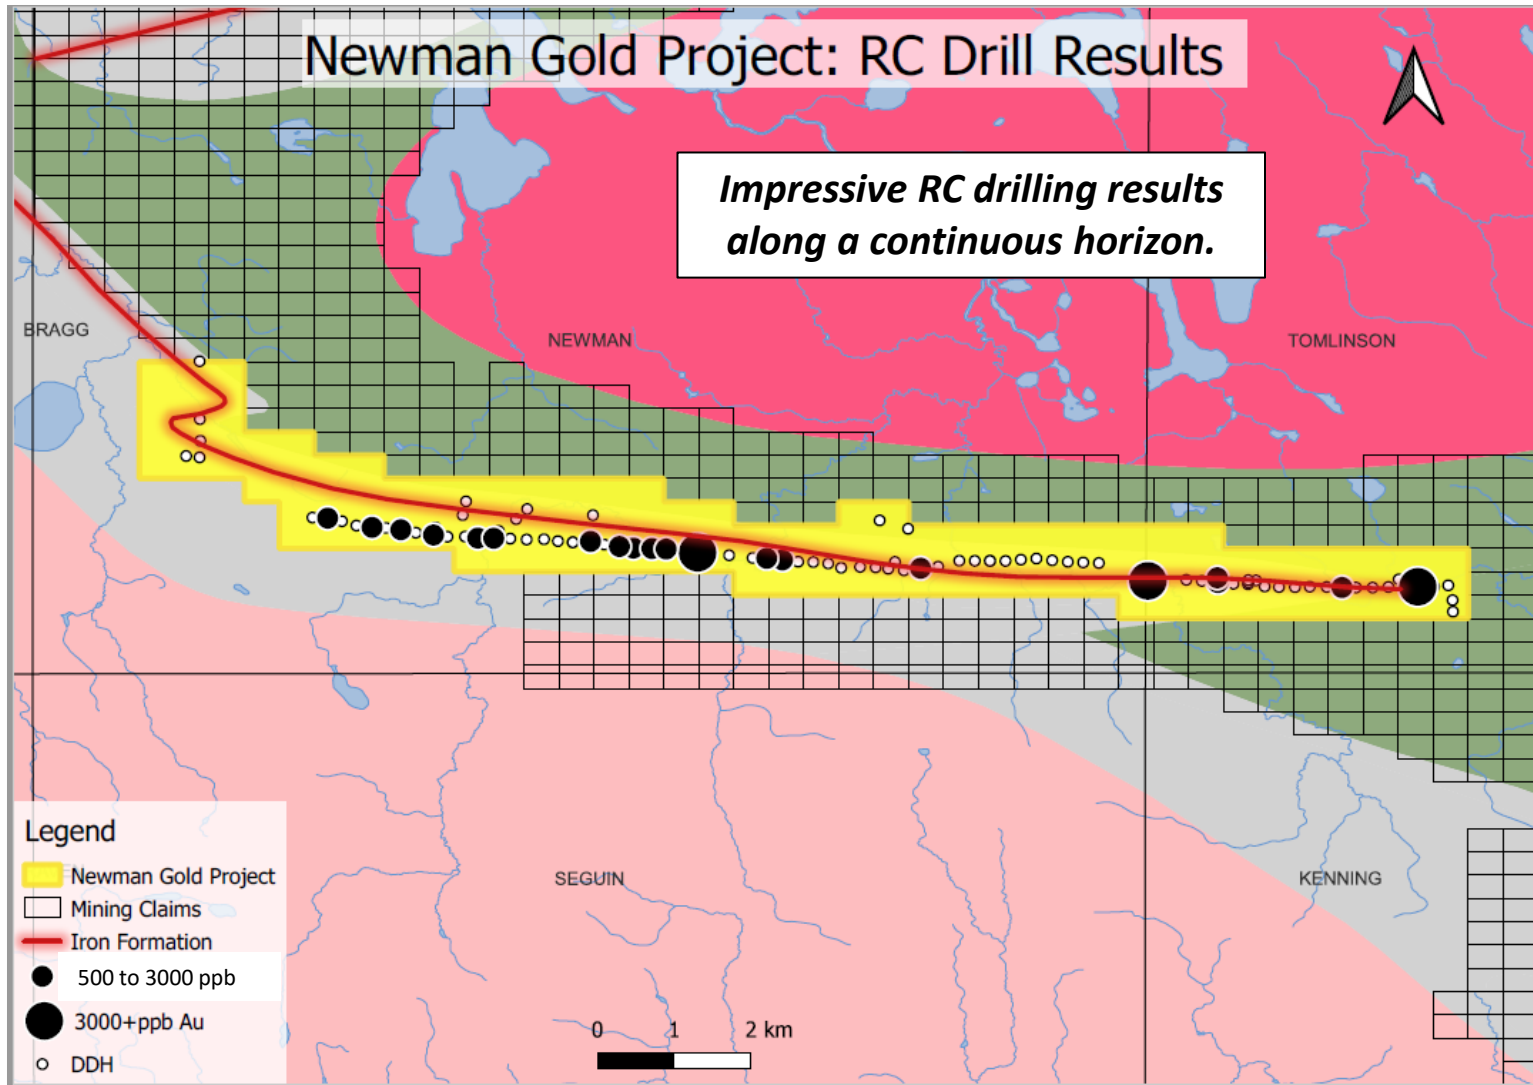 Newman Gold Project: RC Drill Results
Impressive RC drilling results
along a continuous horizon.
BRAGG
NEWMAN
TOMLINSON
SEGUIN
KENNING
Legend
Newman Gold Project
Mining Claims
Iron Formation
500 to 3000 ppb
3000+ppb Au
DDH
0 1 2 km